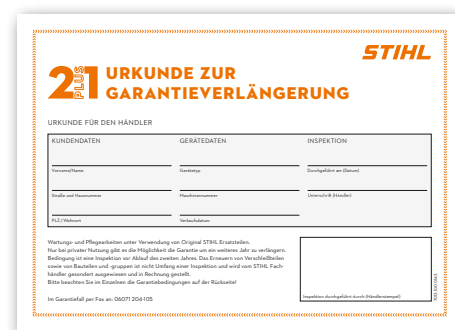 STIHL
2 PLUS 1 URKUNDE ZUR
GARANTIEVERLÄNGERUNG
URKUNDE FÜR DEN HÄNDLER
KUNDENDATEN GERÄTEDATEN INSPEKTION
Vorname/Name Gerätetyp Durchgeführt am (Datum)
Straße und Hausnummer Maschinennummer Unterschrift (Händler)
PLZ / Wohnort Verkaufsdatum
Wartungs- und Pflegearbeiten unter Verwendung von Original STIHL Ersatzteilen.
Nur bei privater Nutzung gibt es die Möglichkeit die Garantie um ein weiteres Jahr zu verlängern.
Bedingung ist eine Inspektion vor Ablauf des zweiten Jahres. Das Erneuern von Verschleißteilen
sowie von Bauteilen und -gruppen ist nicht Umfang einer Inspektion und wird vom STIHL Fach-
händler gesondert ausgewiesen und in Rechnung gestellt.
Bitte beachten Sie im Einzelnen die Garantiebedingungen auf der Rückseite!
Im Garantiefall per Fax an: 06071 204-105
Inspektion durchgeführt durch (Händlerstempel)